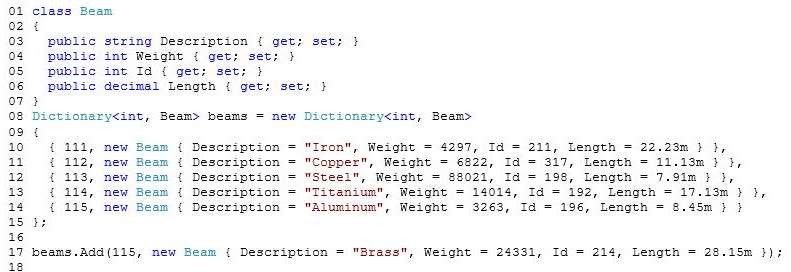 01 class Beam
02 {
03   public string Description { get; set; }
04   public int Weight { get; set; }
05   public int Id { get; set; }
06   public decimal Length { get; set; }
07 }
08 Dictionary<int, Beam> beams = new Dictionary<int, Beam>
09 {
10   { 111, new Beam { Description = "Iron", Weight = 4297, Id = 211, Length = 22.23m } },
11   { 112, new Beam { Description = "Copper", Weight = 6822, Id = 317, Length = 11.13m } },
12   { 113, new Beam { Description = "Steel", Weight = 88021, Id = 198, Length = 7.91m } },
13   { 114, new Beam { Description = "Titanium", Weight = 14014, Id = 192, Length = 17.13m } },
14   { 115, new Beam { Description = "Aluminum", Weight = 3263, Id = 196, Length = 8.45m } }
15 };
16
17 beams.Add(115, new Beam { Description = "Brass", Weight = 24331, Id = 214, Length = 28.15m });
18